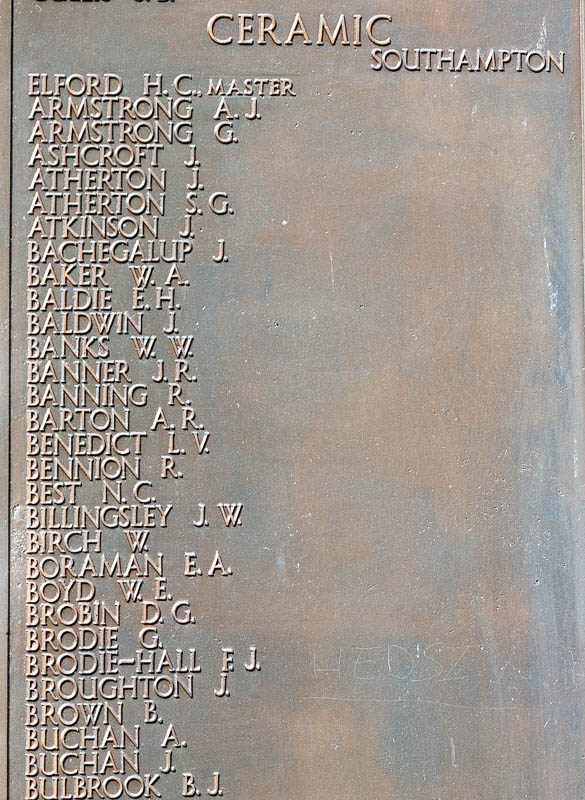 CERAMIC
SOUTHAMPTON
ELFORD H.C., MASTER
ARMSTRONG A.J.
ARMSTRONG G.
ASHCROFT J.
ATHERTON J.
ATHERTON S.G.
ATKINSON J.
BACHEGALUP J.
BAKER W.A.
BALDIE E.H.
BALDWIN J.
BANKS W.W.
BANNER J.R.
BANNING R.
BARTON A.R.
BENEDICT L.V.
BENNION R.
BEST N.C.
BILLINGSLEY J.W.
BIRCH W.
BORAMAN E.A.
BOYD W.E.
BROBIN D.G.
BRODIE G.
BRODIE-HALL F.J.
BROUGHTON J.
BROWN B.
BUCHAN A.
BUCHAN J.
BULBROOK B.J.